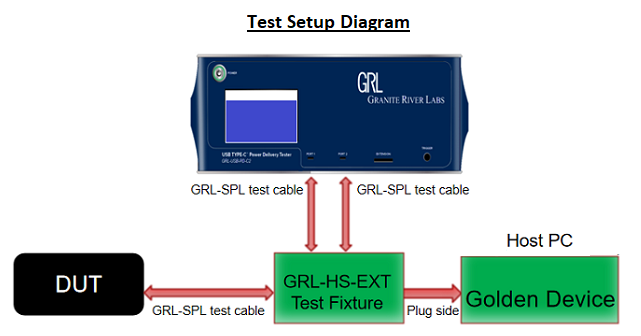 Test Setup Diagram
POWER
GRL
GRANITE RIVER LABS
USB TYPE-C™ Power Delivery Tester
GRL-USB-PD-C2
PORT 1
PORT 2
EXTENSION
TRIGGER
GRL-SPL test cable
GRL-SPL test cable
Host PC
DUT
GRL-HS-EXT
Test Fixture
Golden Device
GRL-SPL test cable
Plug side